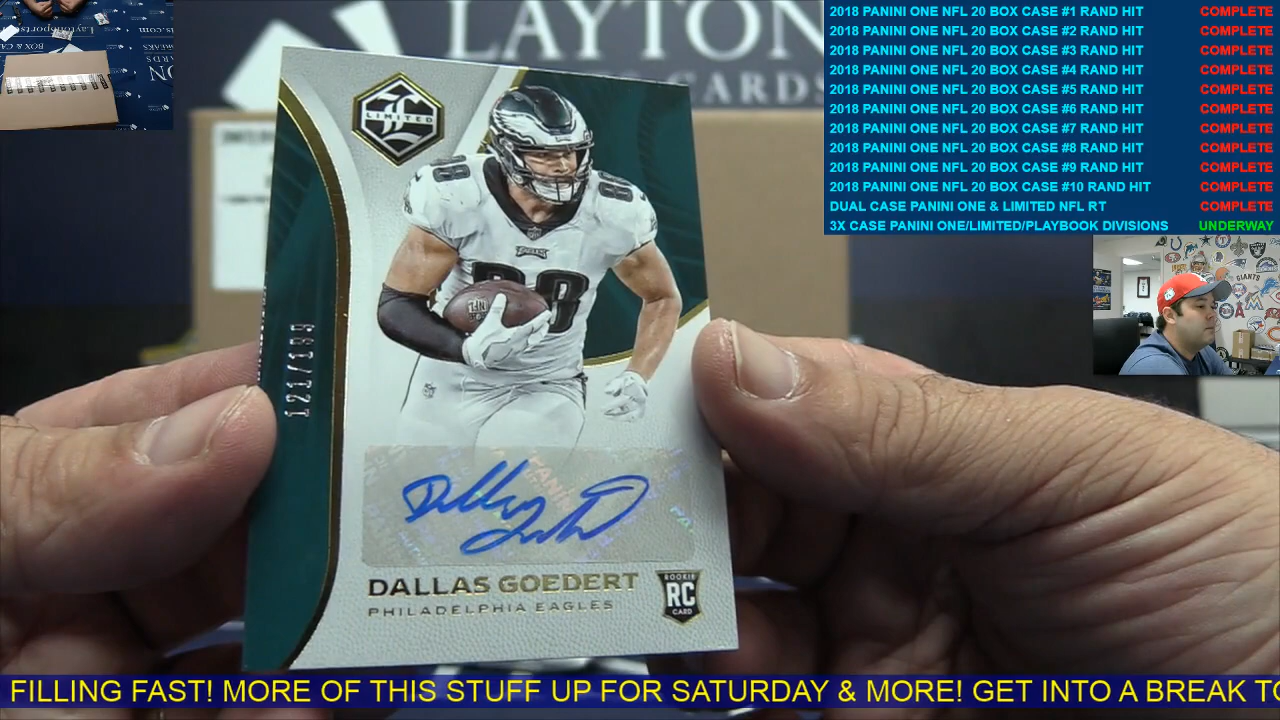 LAYTON
CARDS
2018 PANINI ONE NFL 20 BOX CASE #1 RAND HIT COMPLETE
2018 PANINI ONE NFL 20 BOX CASE #2 RAND HIT COMPLETE
2018 PANINI ONE NFL 20 BOX CASE #3 RAND HIT COMPLETE
2018 PANINI ONE NFL 20 BOX CASE #4 RAND HIT COMPLETE
2018 PANINI ONE NFL 20 BOX CASE #5 RAND HIT COMPLETE
2018 PANINI ONE NFL 20 BOX CASE #6 RAND HIT COMPLETE
2018 PANINI ONE NFL 20 BOX CASE #7 RAND HIT COMPLETE
2018 PANINI ONE NFL 20 BOX CASE #8 RAND HIT COMPLETE
2018 PANINI ONE NFL 20 BOX CASE #9 RAND HIT COMPLETE
2018 PANINI ONE NFL 20 BOX CASE #10 RAND HIT COMPLETE
DUAL CASE PANINI ONE & LIMITED NFL RT COMPLETE
3X CASE PANINI ONE/LIMITED/PLAYBOOK DIVISIONS UNDERWAY
GIANTS
LIMITED
88 88
EAGLES
88
121/199
DALLAS GOEDERT
PHILADELPHIA EAGLES
ROOKIE
RC
CARD
FILLING FAST! MORE OF THIS STUFF UP FOR SATURDAY & MORE! GET INTO A BREAK